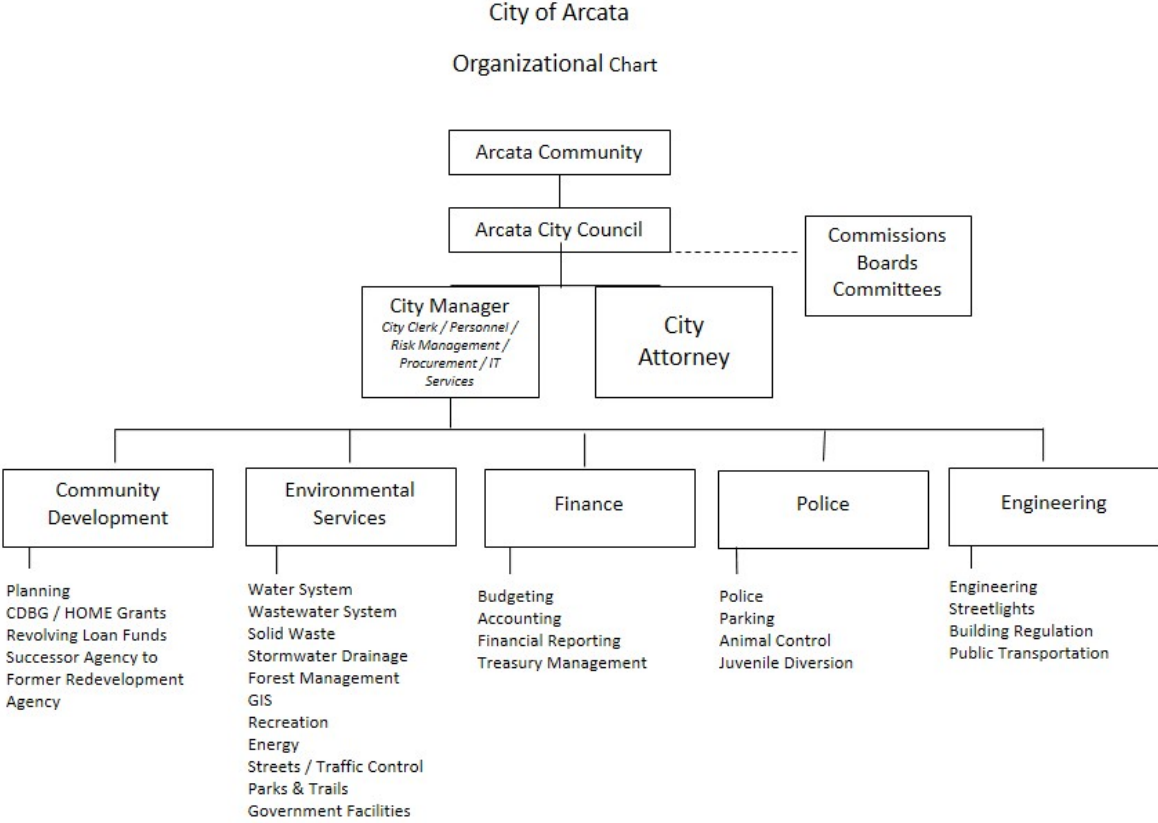 City of Arcata
Organizational Chart
Arcata Community
Arcata City Council
Commissions
Boards
Committees
City Manager
City Clerk / Personnel /
Risk Management /
Procurement / IT
Services
City
Attorney
Community
Development
Environmental
Services
Finance
Police
Engineering
Planning
CDBG / HOME Grants
Revolving Loan Funds
Successor Agency to
Former Redevelopment
Agency
Water System
Wastewater System
Solid Waste
Stormwater Drainage
Forest Management
GIS
Recreation
Energy
Streets / Traffic Control
Parks & Trails
Government Facilities
Budgeting
Accounting
Financial Reporting
Treasury Management
Police
Parking
Animal Control
Juvenile Diversion
Engineering
Streetlights
Building Regulation
Public Transportation